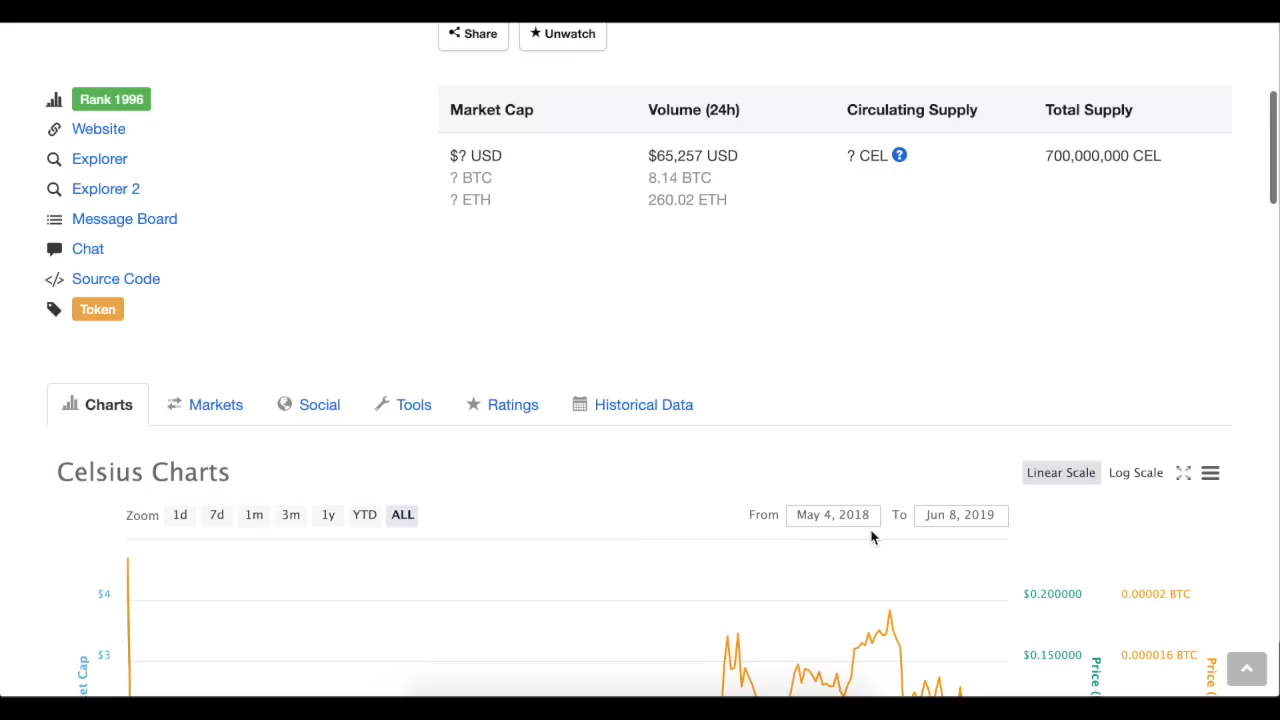 Share
Unwatch
Rank 1996
Website
Explorer
Explorer 2
Message Board
Chat
Source Code
Token
Market Cap Volume (24h) Circulating Supply Total Supply
$? USD $65,257 USD ? CEL ? 700,000,000 CEL
? BTC 8.14 BTC
? ETH 260.02 ETH
Charts Markets Social Tools Ratings Historical Data
Celsius Charts
Linear Scale Log Scale
Zoom 1d 7d 1m 3m 1y YTD ALL From May 4, 2018 To Jun 8, 2019
$4 $0.200000 0.00002 BTC
$3 $0.150000 0.000016 BTC
Cap
Price (
Price (